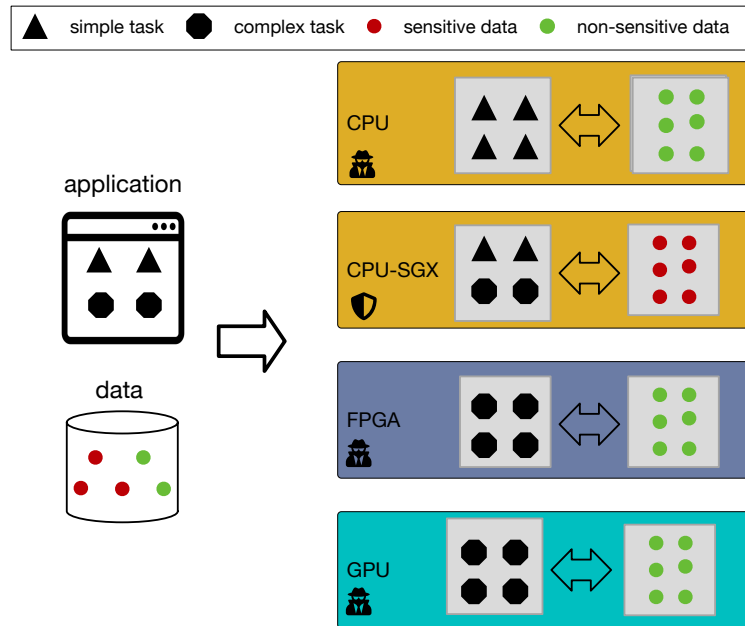 simple task complex task sensitive data non-sensitive data
application
data
CPU
CPU-SGX
FPGA
GPU